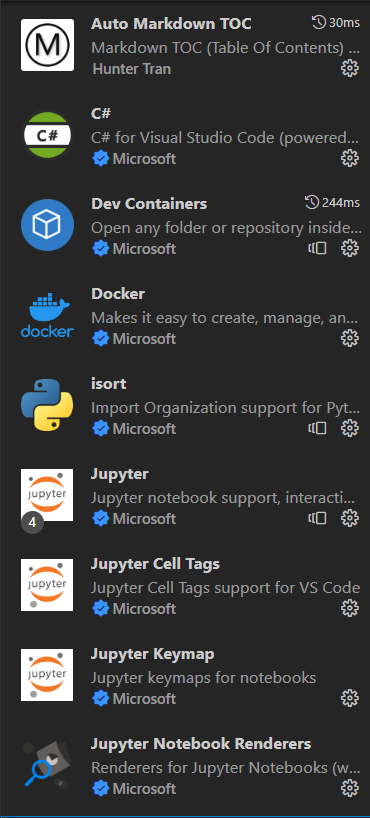 Auto Markdown TOC 30ms
Markdown TOC (Table Of Contents) ...
Hunter Tran
C#
C# for Visual Studio Code (powered...
Microsoft
Dev Containers 244ms
Open any folder or repository inside...
Microsoft
Docker
docker
Makes it easy to create, manage, an...
Microsoft
isort
Import Organization support for Pyt...
Microsoft
Jupyter
jupyter
Jupyter notebook support, interacti...
4
Microsoft
Jupyter Cell Tags
jupyter
Jupyter Cell Tags support for VS Code
Microsoft
Jupyter Keymap
jupyter
Jupyter keymaps for notebooks
Microsoft
Jupyter Notebook Renderers
Renderers for Jupyter Notebooks (w...
Microsoft